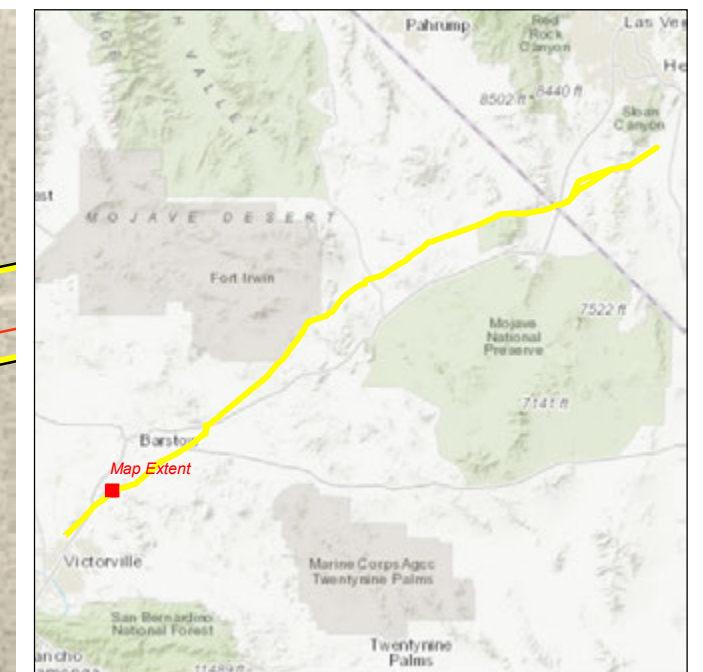 Pahrump
Red
Rock
Canyon
Las Ve
He
8502 ft
8440 ft
Sloan
Canyon
H VALLEY
MOJAVE DESERT
Fort Irwin
7522 ft
Mojave
National
Preserve
7141 ft
Barstow
Map Extent
Victorville
Marine Corps Agcc
Twentynine Palms
San Bernardino
National Forest
Twentynine
Palms
ancho
11489 ft